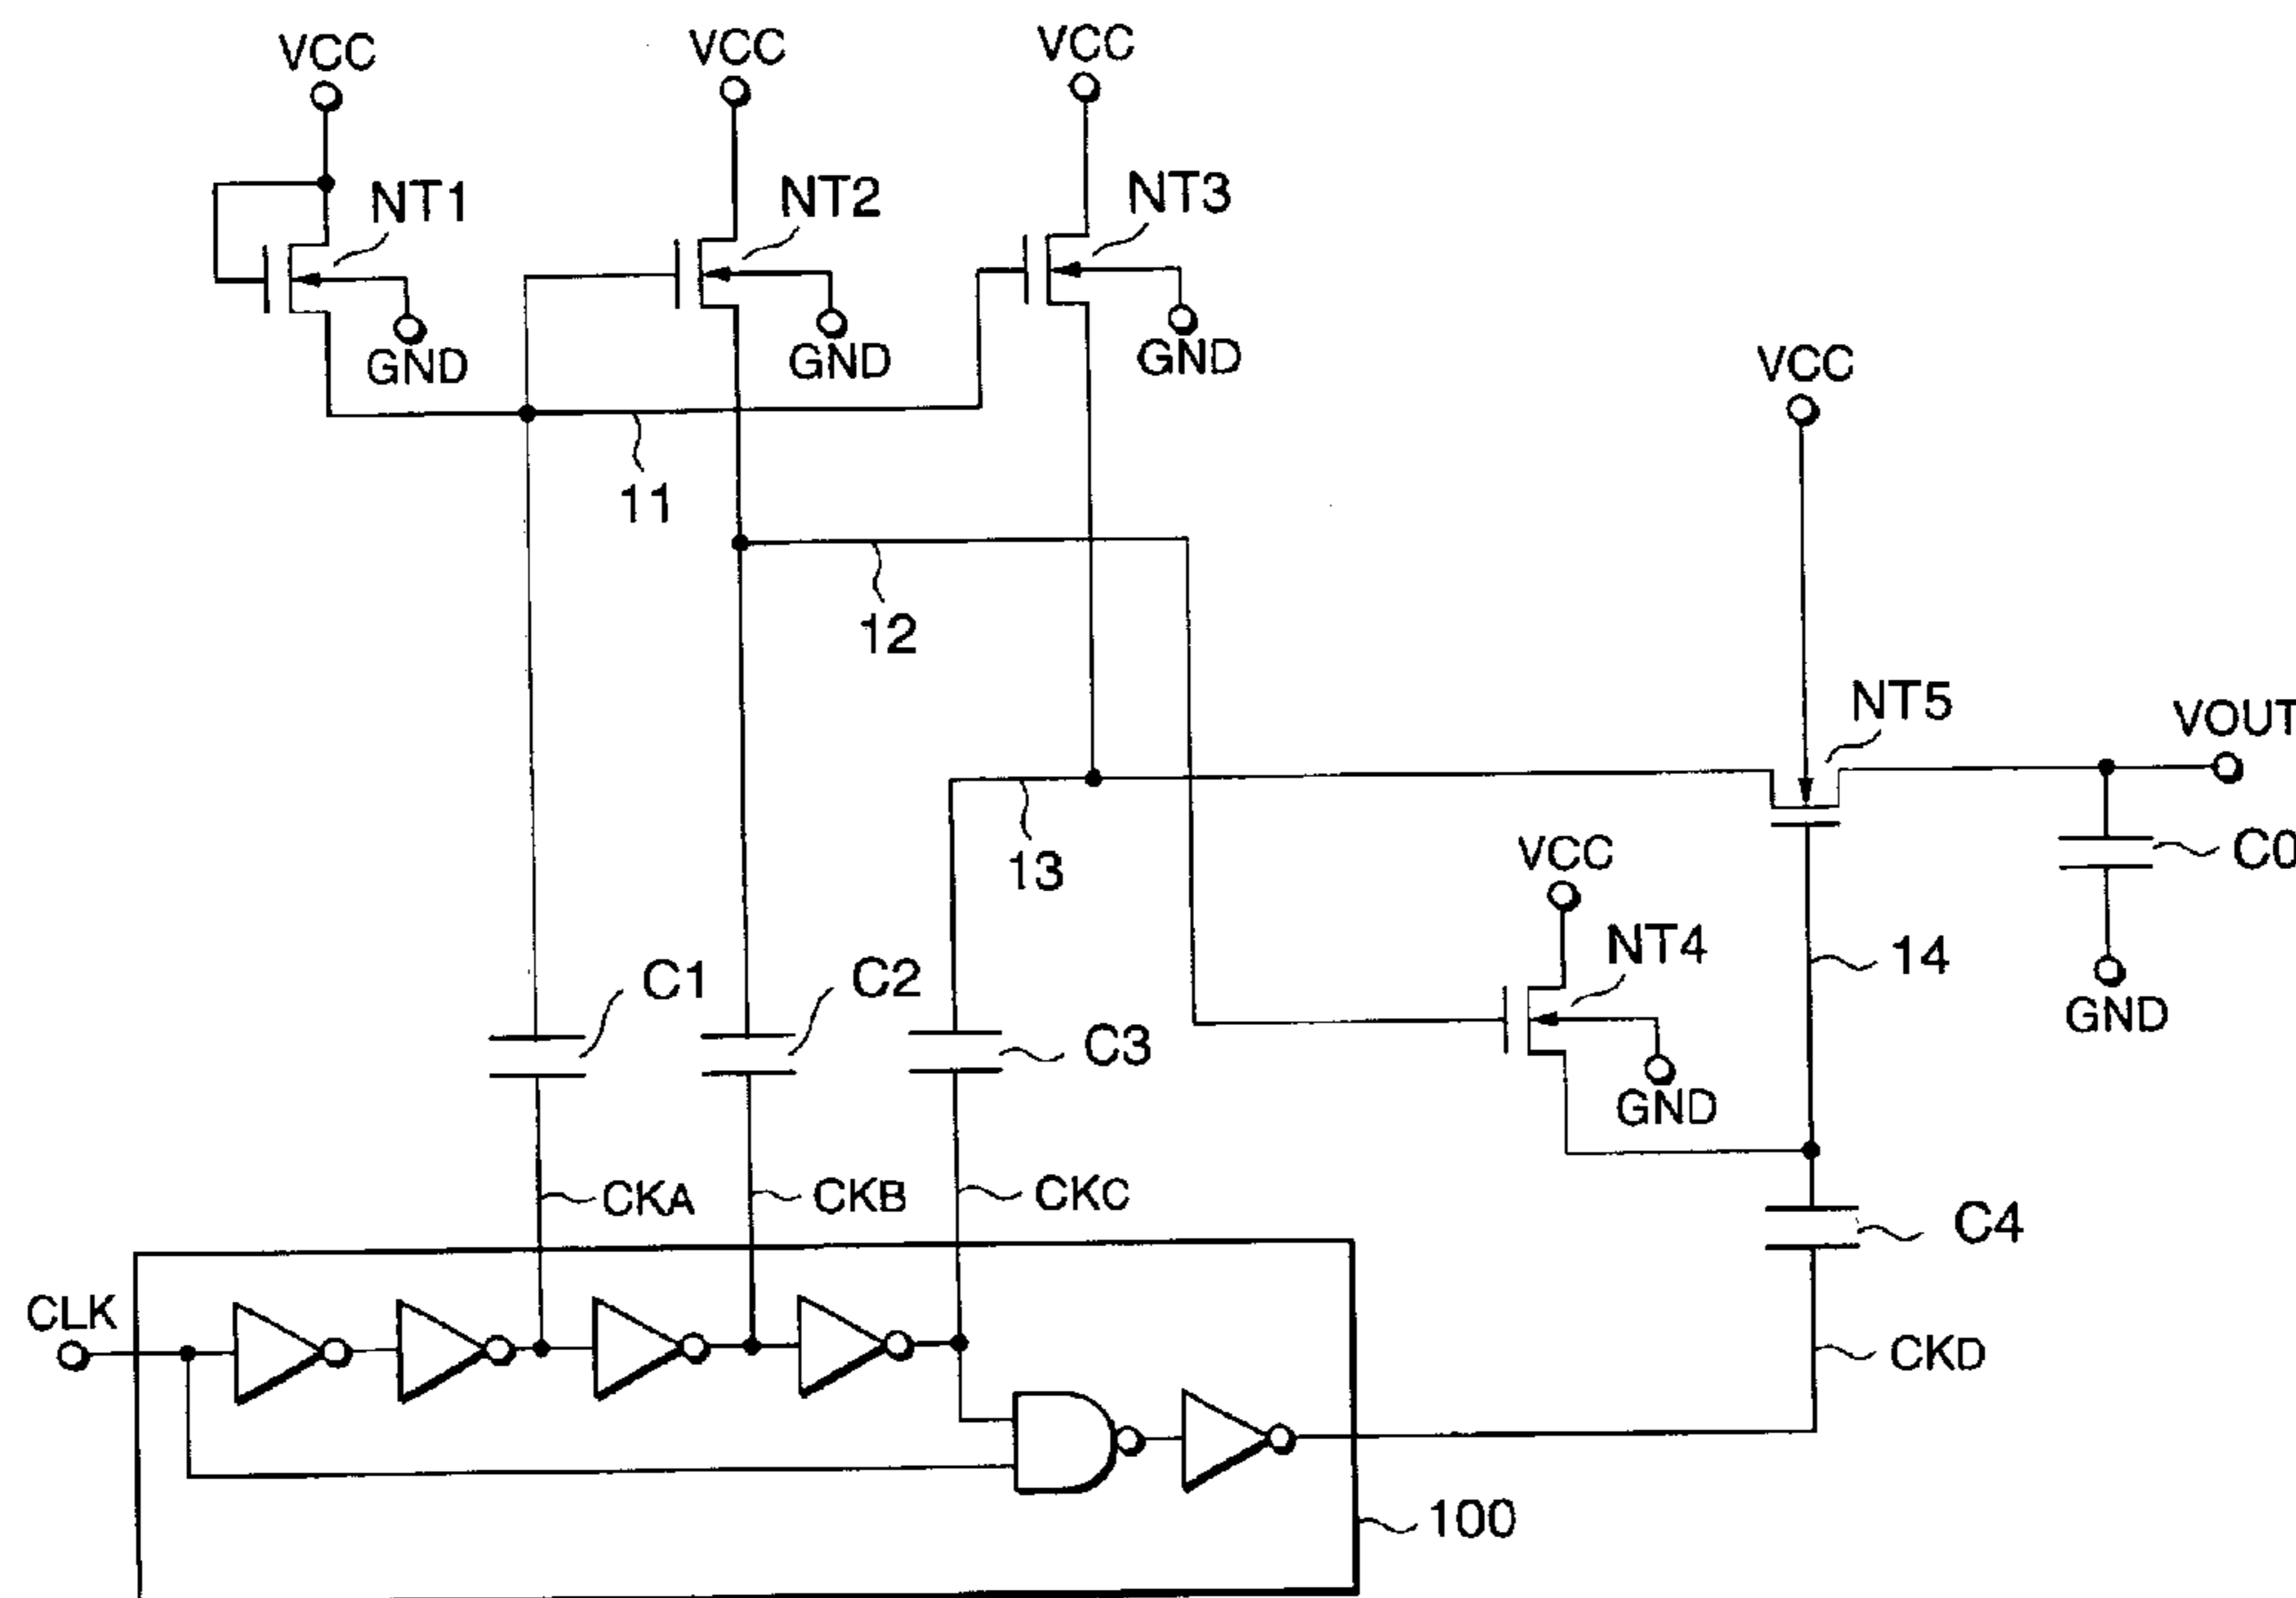 VCC
VCC
VCC
NT1
NT2
NT3
GND
GND
GND
VCC
11
12
NT5
VOUT
13
VCC
C0
NT4
14
C1
C2
C3
GND
GND
CKA
CKB
CKC
C4
CLK
CKD
100